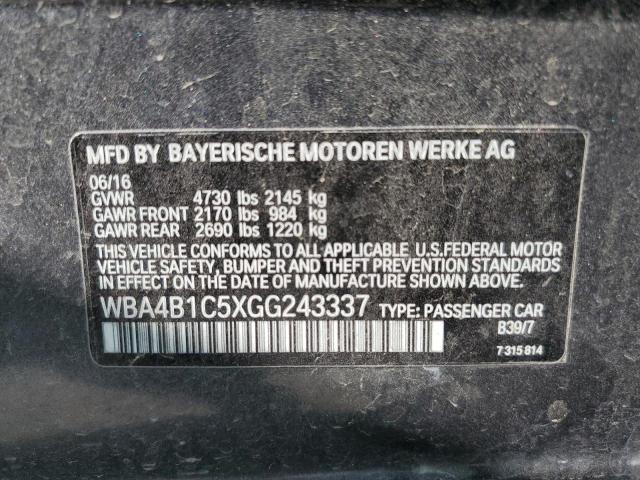 MFD BY BAYERISCHE MOTOREN WERKE AG
06/16
GVWR 4730 lbs 2145 kg
GAWR FRONT 2170 lbs 984 kg
GAWR REAR 2690 lbs 1220 kg
THIS VEHICLE CONFORMS TO ALL APPLICABLE U.S.FEDERAL MOTOR
VEHICLE SAFETY, BUMPER AND THEFT PREVENTION STANDARDS
IN EFFECT ON THE DATE OF MANUFACTURE SHOWN ABOVE.
WBA4B1C5XGG243337 TYPE: PASSENGER CAR
B39/7
7 315 814